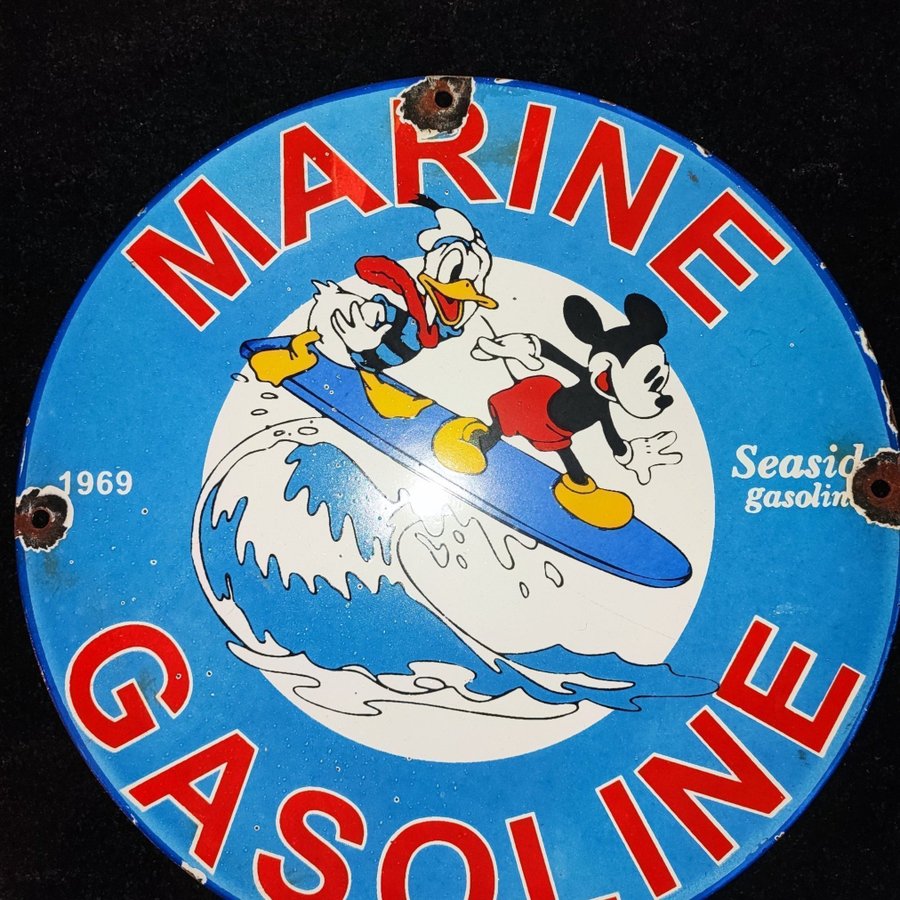 MARINE
1969
Seasid
gasolin
GASOLINE